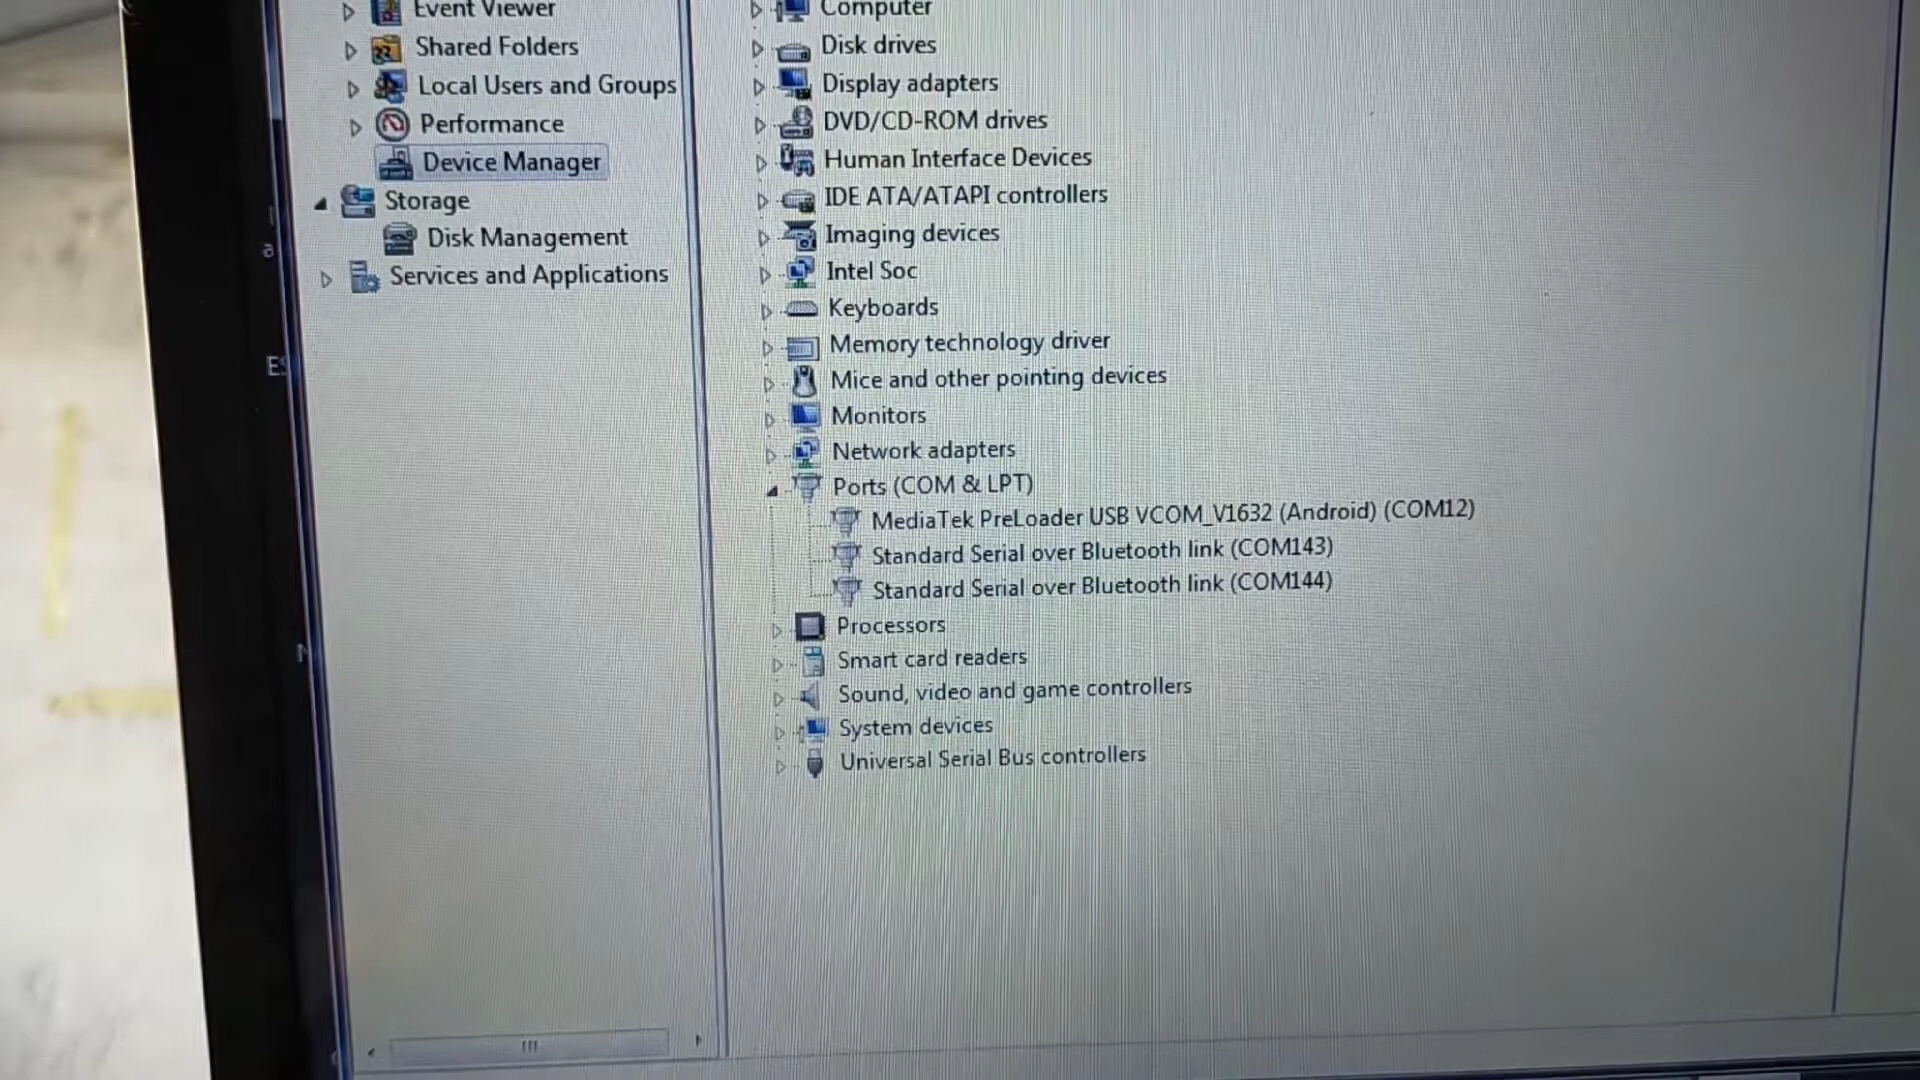 Event Viewer
Shared Folders
Local Users and Groups
Performance
Device Manager
Storage
Disk Management
Services and Applications
Computer
Disk drives
Display adapters
DVD/CD-ROM drives
Human Interface Devices
IDE ATA/ATAPI controllers
Imaging devices
Intel Soc
Keyboards
Memory technology driver
Mice and other pointing devices
Monitors
Network adapters
Ports (COM & LPT)
MediaTek PreLoader USB VCOM_V1632 (Android) (COM12)
Standard Serial over Bluetooth link (COM143)
Standard Serial over Bluetooth link (COM144)
Processors
Smart card readers
Sound, video and game controllers
System devices
Universal Serial Bus controllers